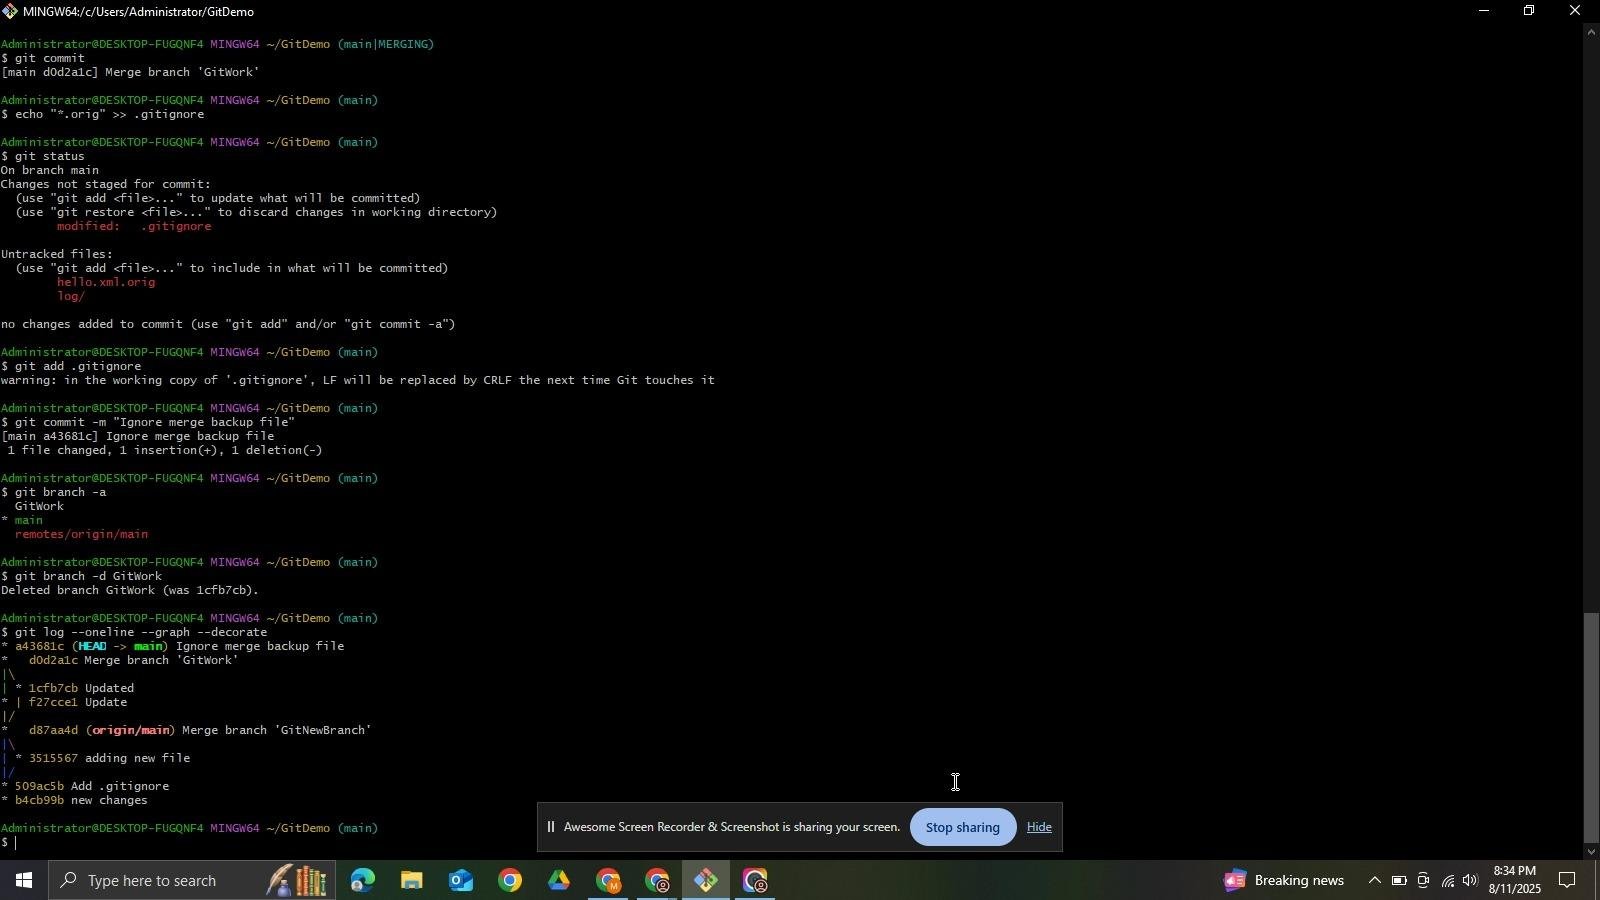 MINGW64:/c/Users/Administrator/GitDemo
Administrator@DESKTOP-FUGQNF4 MINGW64 ~/GitDemo (main|MERGING)
$ git commit
[main d0d2a1c] Merge branch 'GitWork'
Administrator@DESKTOP-FUGQNF4 MINGW64 ~/GitDemo (main)
$ echo "*.orig" >> .gitignore
Administrator@DESKTOP-FUGQNF4 MINGW64 ~/GitDemo (main)
$ git status
On branch main
Changes not staged for commit:
  (use "git add <file>..." to update what will be committed)
  (use "git restore <file>..." to discard changes in working directory)
        modified:   .gitignore
Untracked files:
  (use "git add <file>..." to include in what will be committed)
        hello.xml.orig
        log/
no changes added to commit (use "git add" and/or "git commit -a")
Administrator@DESKTOP-FUGQNF4 MINGW64 ~/GitDemo (main)
$ git add .gitignore
warning: in the working copy of '.gitignore', LF will be replaced by CRLF the next time Git touches it
Administrator@DESKTOP-FUGQNF4 MINGW64 ~/GitDemo (main)
$ git commit -m "Ignore merge backup file"
[main a43681c] Ignore merge backup file
 1 file changed, 1 insertion(+), 1 deletion(-)
Administrator@DESKTOP-FUGQNF4 MINGW64 ~/GitDemo (main)
$ git branch -a
  GitWork
* main
  remotes/origin/main
Administrator@DESKTOP-FUGQNF4 MINGW64 ~/GitDemo (main)
$ git branch -d GitWork
Deleted branch GitWork (was 1cfb7cb).
Administrator@DESKTOP-FUGQNF4 MINGW64 ~/GitDemo (main)
$ git log --oneline --graph --decorate
* a43681c (HEAD -> main) Ignore merge backup file
*   d0d2a1c Merge branch 'GitWork'
|\
| * 1cfb7cb Updated
* | f27cce1 Update
|/
*   d87aa4d (origin/main) Merge branch 'GitNewBranch'
|\
| * 3515567 adding new file
|/
* 509ac5b Add .gitignore
* b4cb99b new changes
Administrator@DESKTOP-FUGQNF4 MINGW64 ~/GitDemo (main)
$
Awesome Screen Recorder & Screenshot is sharing your screen. Stop sharing Hide
Type here to search
M
Breaking news
8:34 PM
8/11/2025